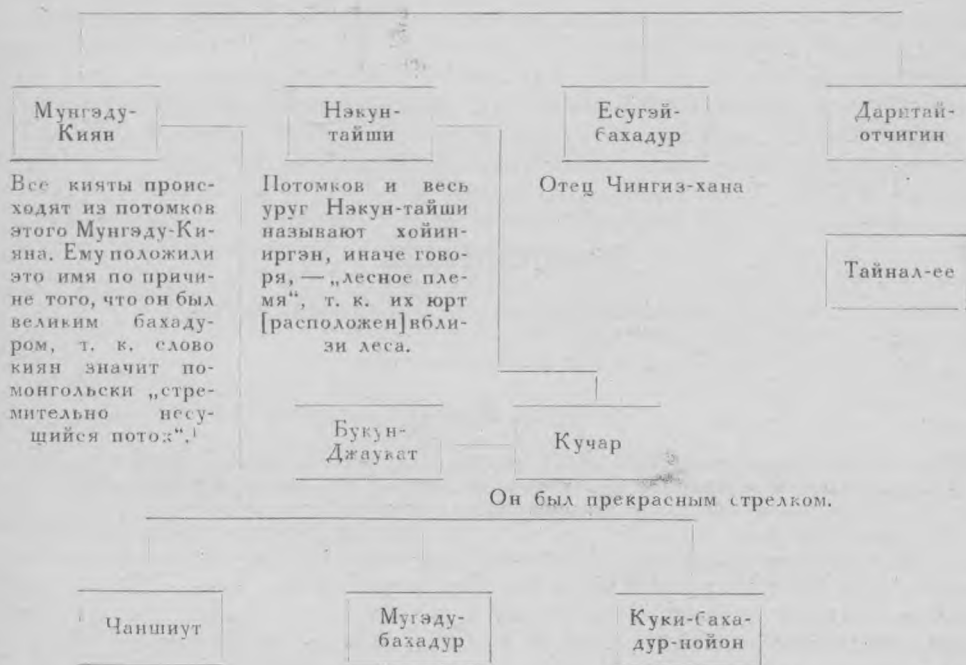 Мунгэду-
Киян
Нэкун-
тайши
Есугэй-
бахадур
Даритай-
отчигин
Все кияты проис-
ходят из потомков
этого Мунгэду-Ки-
яна. Ему положили
это имя по причи-
не того, что он был
великим бахаду-
ром, т. к. слово
киян значит по-
монгольски „стре-
мительно несу-
щийся поток“.¹
Потомков и весь
уруг Нэкун-тайши
называют хойин-
иргэн, иначе гово-
ря, — „лесное пле-
мя“, т. к. их юрт
[расположен] вбли-
зи леса.
Отец Чингиз-хана
Тайнал-ее
Букун-
Джаукат
Кучар
Он был прекрасным стрелком.
Чаншиут
Мугэду-
бахадур
Куки-баха-
дур-нойон